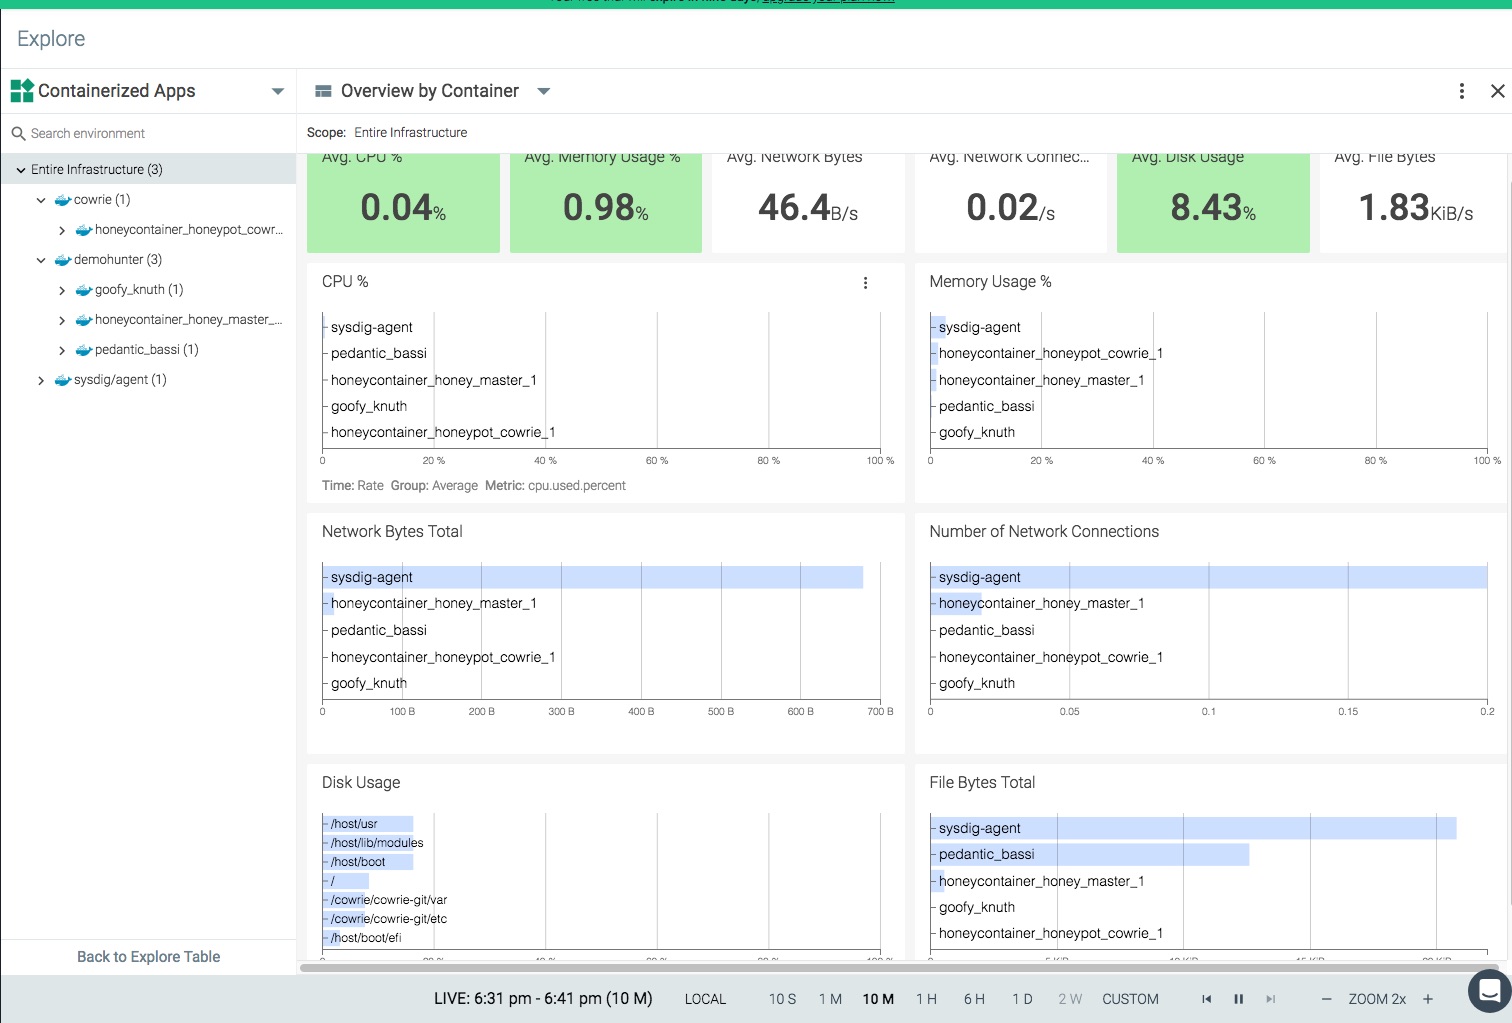 Explore
Containerized Apps
Overview by Container
Search environment
Scope: Entire Infrastructure
Entire Infrastructure (3)
cowrie (1)
honeycontainer_honeypot_cowr...
demohunter (3)
goofy_knuth (1)
honeycontainer_honey_master_...
pedantic_bassi (1)
sysdig/agent (1)
Back to Explore Table
Avg. CPU %
0.04%
Avg. Memory Usage %
0.98%
Avg. Network Bytes
46.4B/s
Avg. Network Connec...
0.02/s
Avg. Disk Usage
8.43%
Avg. File Bytes
1.83KiB/s
CPU %
sysdig-agent
pedantic_bassi
honeycontainer_honey_master_1
goofy_knuth
honeycontainer_honeypot_cowrie_1
0 20 % 40 % 60 % 80 % 100 %
Time: Rate Group: Average Metric: cpu.used.percent
Memory Usage %
sysdig-agent
honeycontainer_honeypot_cowrie_1
honeycontainer_honey_master_1
pedantic_bassi
goofy_knuth
0 20 % 40 % 60 % 80 % 100 %
Network Bytes Total
sysdig-agent
honeycontainer_honey_master_1
pedantic_bassi
honeycontainer_honeypot_cowrie_1
goofy_knuth
0 100 B 200 B 300 B 400 B 500 B 600 B 700 B
Number of Network Connections
sysdig-agent
honeycontainer_honey_master_1
pedantic_bassi
honeycontainer_honeypot_cowrie_1
goofy_knuth
0 0.05 0.1 0.15 0.2
Disk Usage
/host/usr
/host/lib/modules
/host/boot
/
/cowrie/cowrie-git/var
/cowrie/cowrie-git/etc
/host/boot/efi
File Bytes Total
sysdig-agent
pedantic_bassi
honeycontainer_honey_master_1
goofy_knuth
honeycontainer_honeypot_cowrie_1
LIVE: 6:31 pm - 6:41 pm (10 M) LOCAL 10 S 1 M 10 M 1 H 6 H 1 D 2 W CUSTOM ZOOM 2x